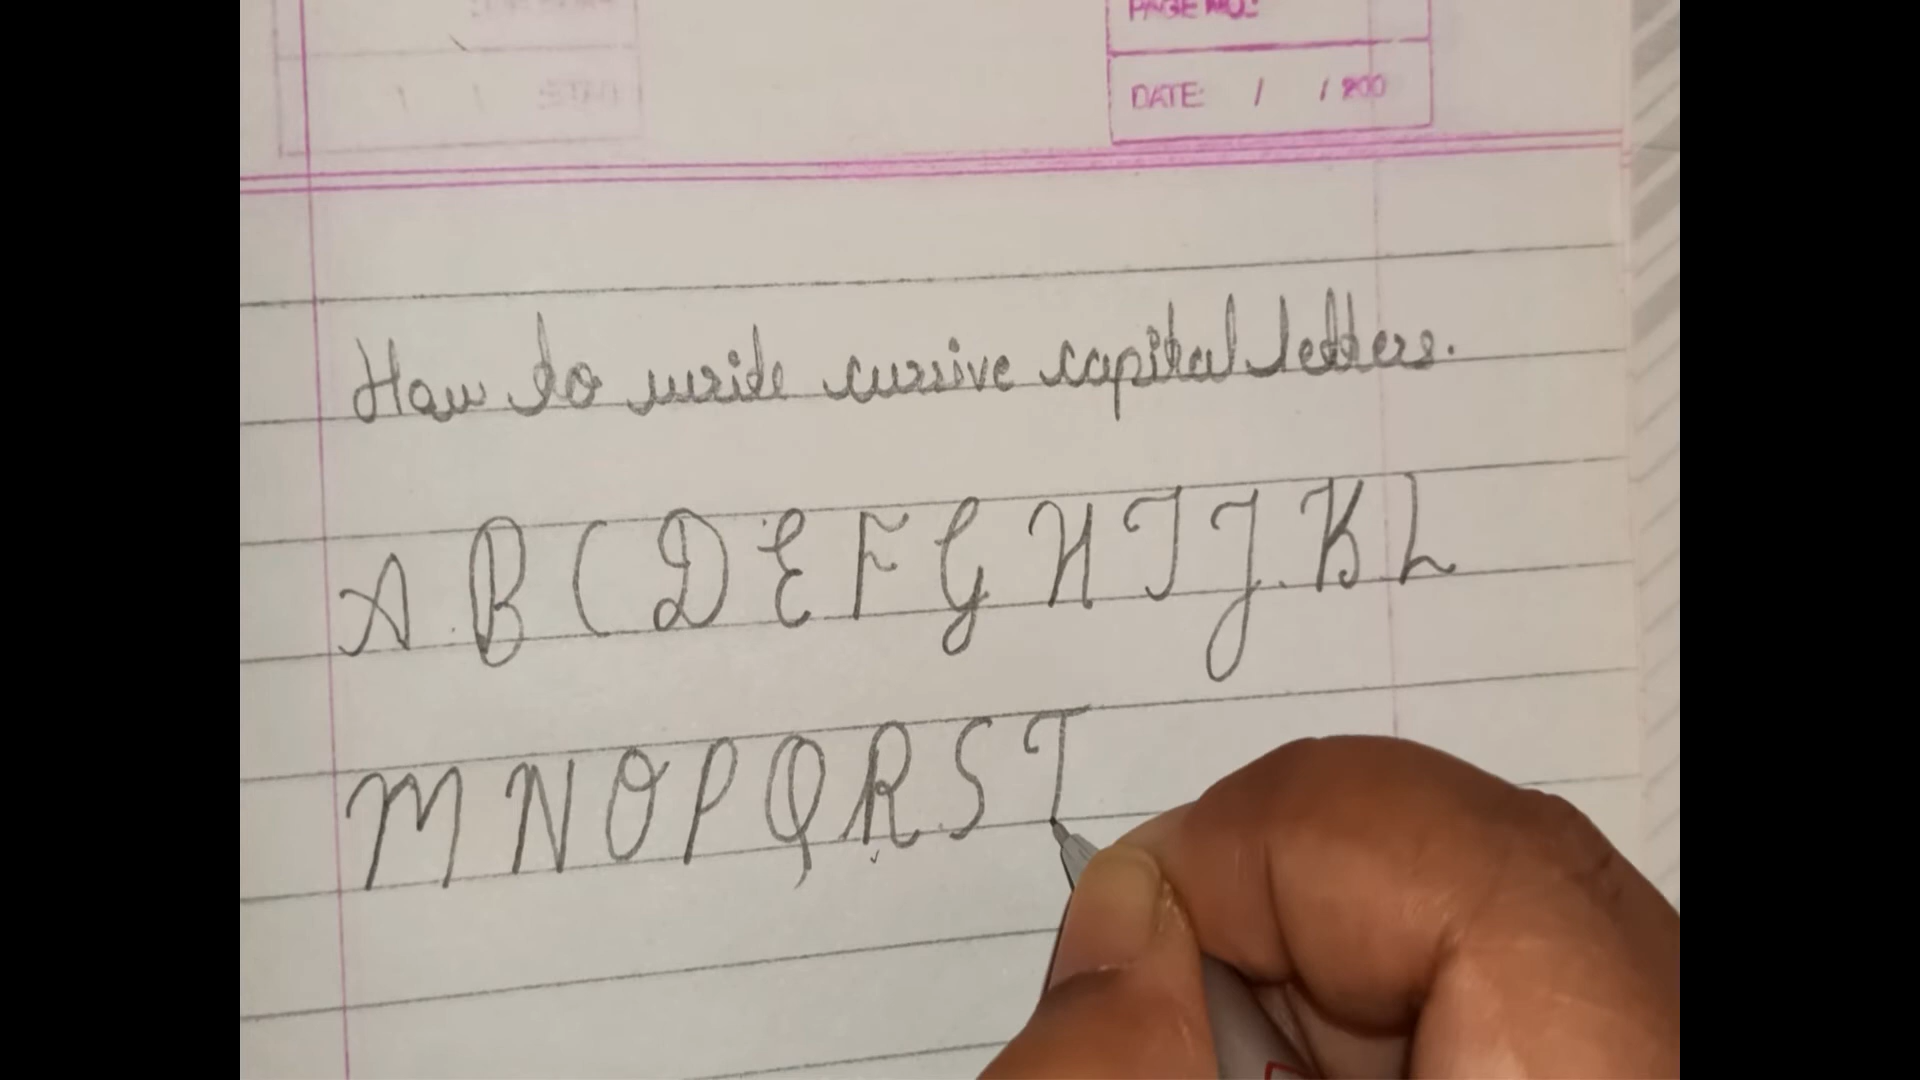 PAGE NO.:
DATE: / / 200
How to write cursive capital letters.
A B C D E F G H I J K L
M N O P Q R S T